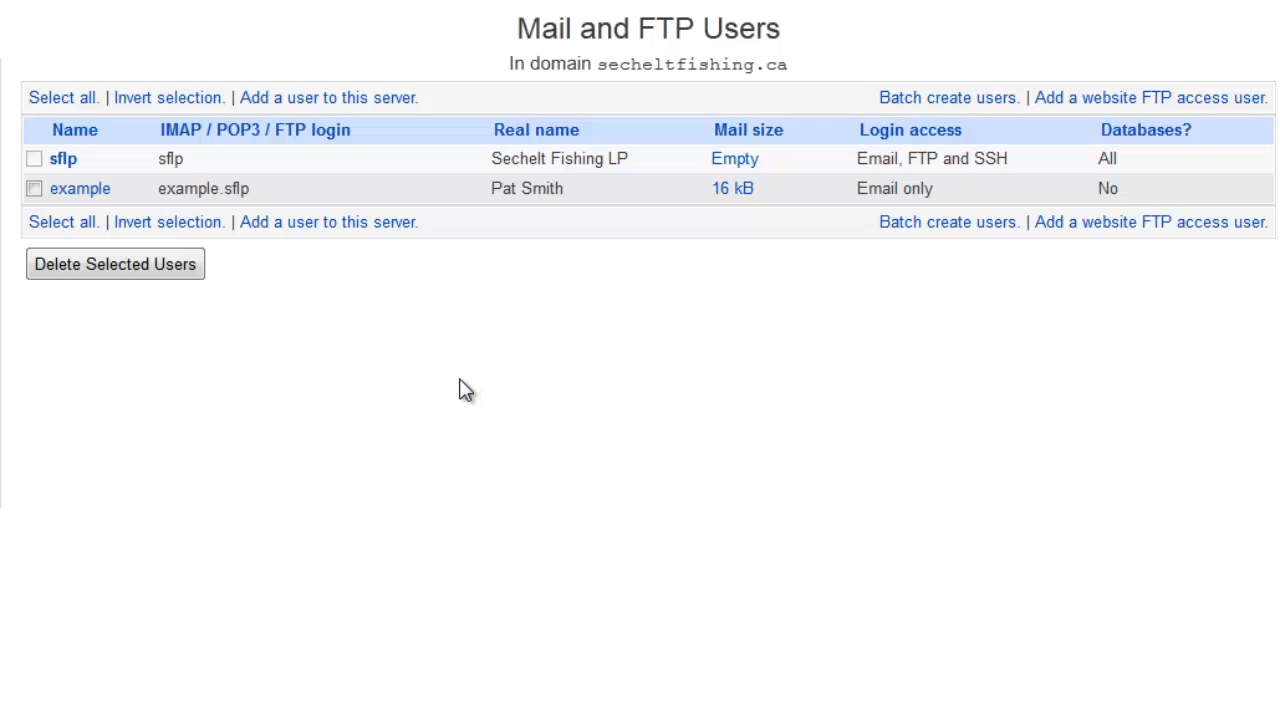 Mail and FTP Users
In domain secheltfishing.ca
Select all. | Invert selection. | Add a user to this server. Batch create users. | Add a website FTP access user.
Name IMAP / POP3 / FTP login Real name Mail size Login access Databases?
sflp sflp Sechelt Fishing LP Empty Email, FTP and SSH All
example example.sflp Pat Smith 16 kB Email only No
Select all. | Invert selection. | Add a user to this server. Batch create users. | Add a website FTP access user.
Delete Selected Users